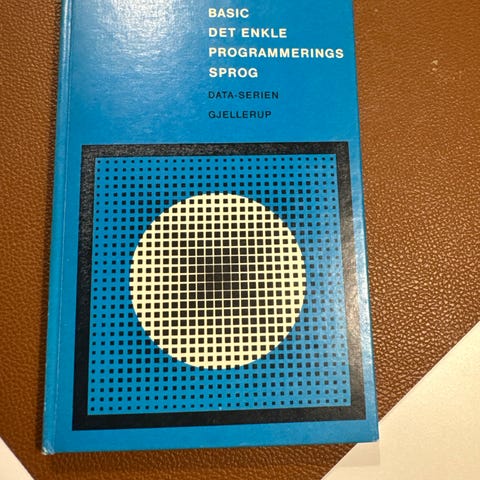 BASIC
DET ENKLE
PROGRAMMERINGS
SPROG
DATA-SERIEN
GJELLERUP